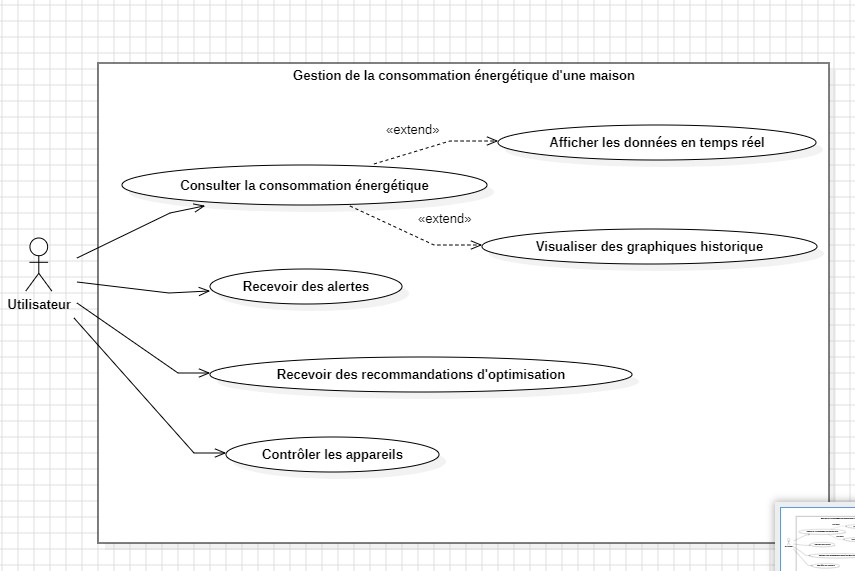 Gestion de la consommation énergétique d'une maison
«extend»
Afficher les données en temps réel
Consulter la consommation énergétique
«extend»
Visualiser des graphiques historique
Recevoir des alertes
Utilisateur
Recevoir des recommandations d'optimisation
Contrôler les appareils